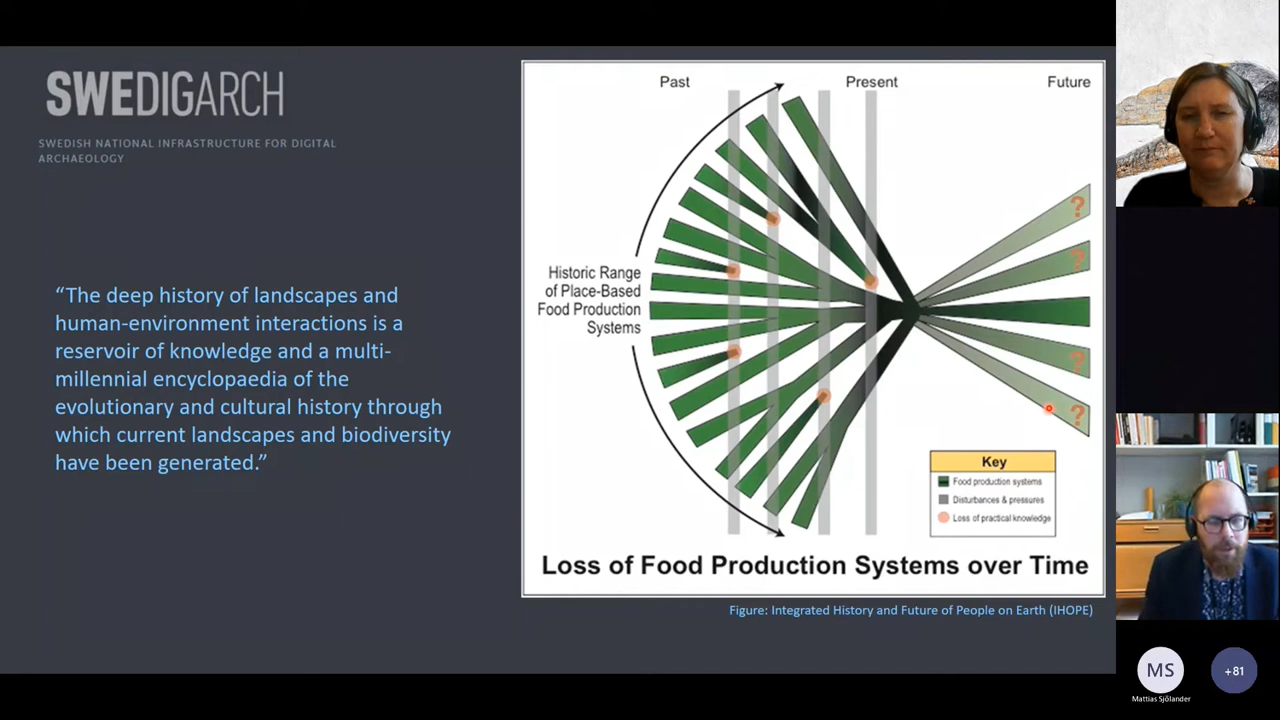 SWEDIGARCH
SWEDISH NATIONAL INFRASTRUCTURE FOR DIGITAL
ARCHAEOLOGY
“The deep history of landscapes and
human-environment interactions is a
reservoir of knowledge and a multi-
millennial encyclopaedia of the
evolutionary and cultural history through
which current landscapes and biodiversity
have been generated.”
Past
Present
Future
Historic Range
of Place-Based
Food Production
Systems
?
?
?
?
Key
Food production systems
Disturbances & pressures
Loss of practical knowledge
Loss of Food Production Systems over Time
Figure: Integrated History and Future of People on Earth (IHOPE)
MS
Mattias Sjölander
+81